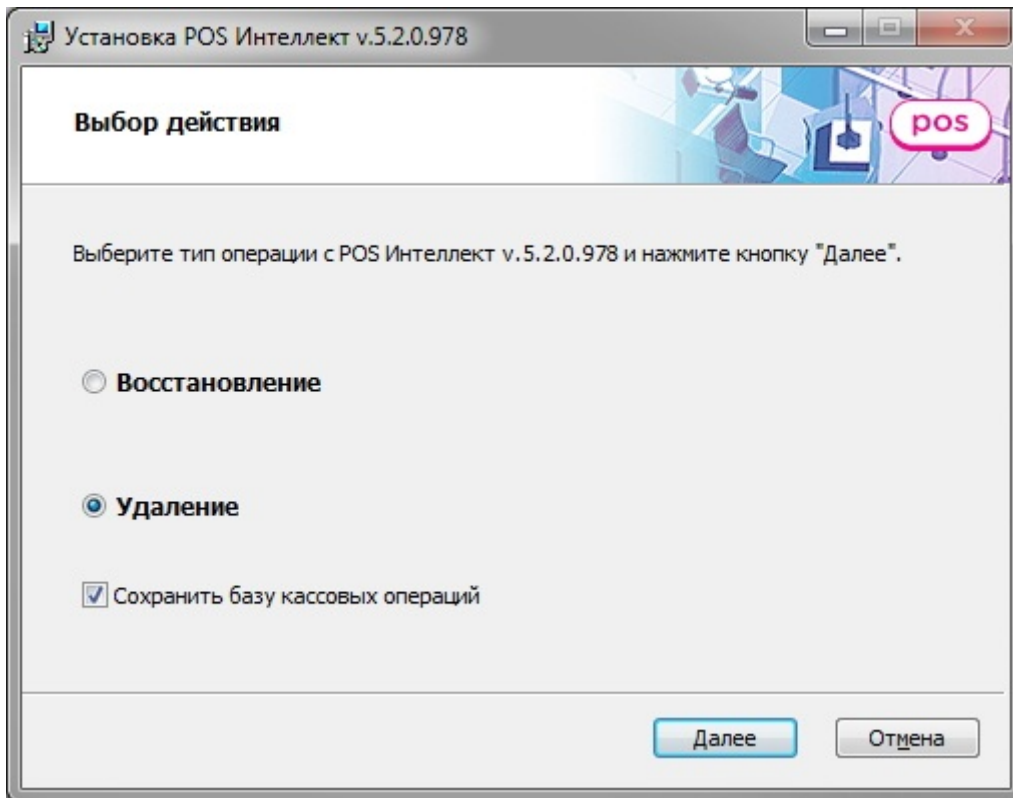 Установка POS Интеллект v.5.2.0.978
Выбор действия
pos
Выберите тип операции с POS Интеллект v.5.2.0.978 и нажмите кнопку "Далее".
Восстановление
Удаление
Сохранить базу кассовых операций
Далее
Отмена